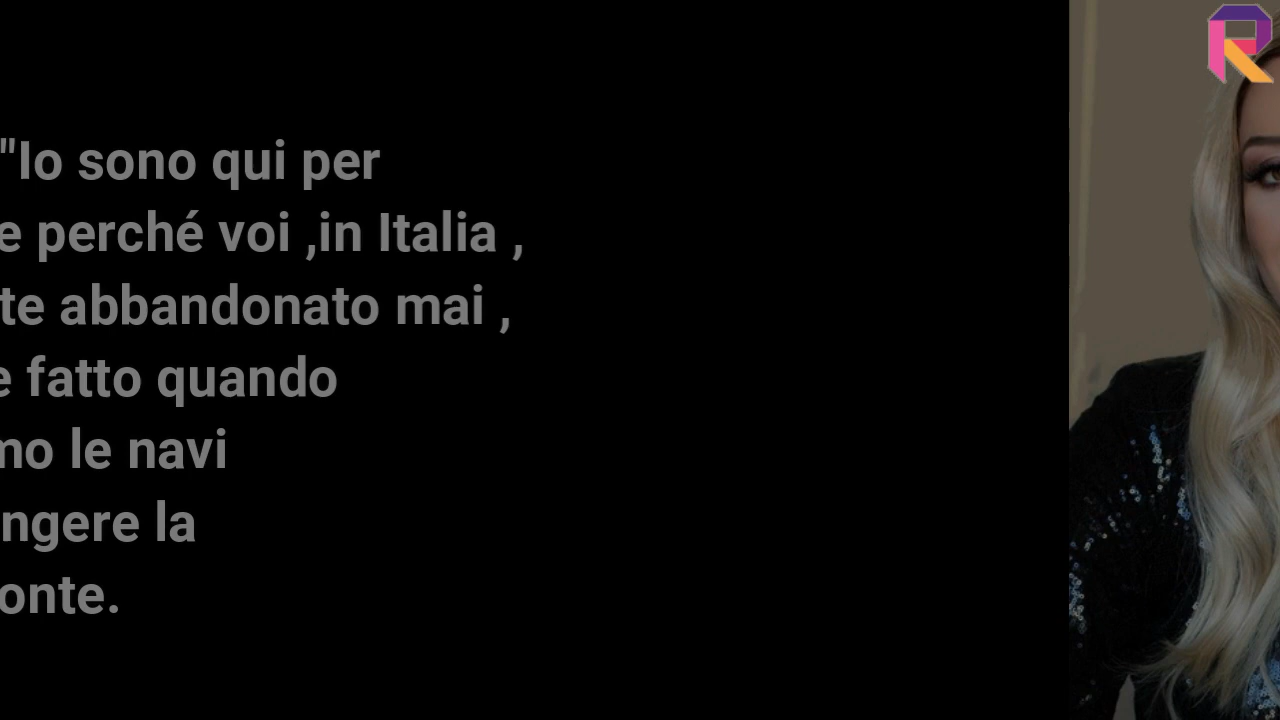 "Io sono qui per
e perché voi ,in Italia ,
te abbandonato mai ,
e fatto quando
mo le navi
ngere la
onte.